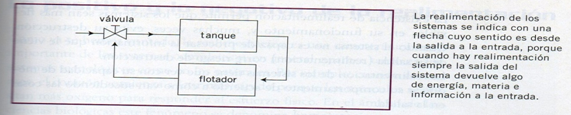 válvula
tanque
flotador
La realimentación de los
sistemas se indica con una
flecha cuyo sentido es desde
la salida a la entrada, porque
cuando hay realimentación
siempre la salida del
sistema devuelve algo
de energía, materia e
información a la entrada.